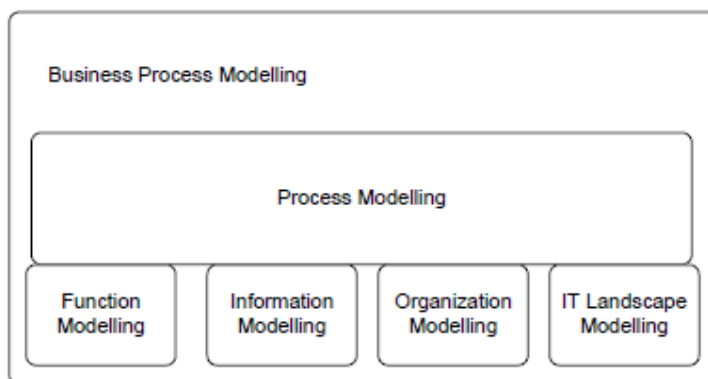 Business Process Modelling
Process Modelling
Function
Modelling
Information
Modelling
Organization
Modelling
IT Landscape
Modelling